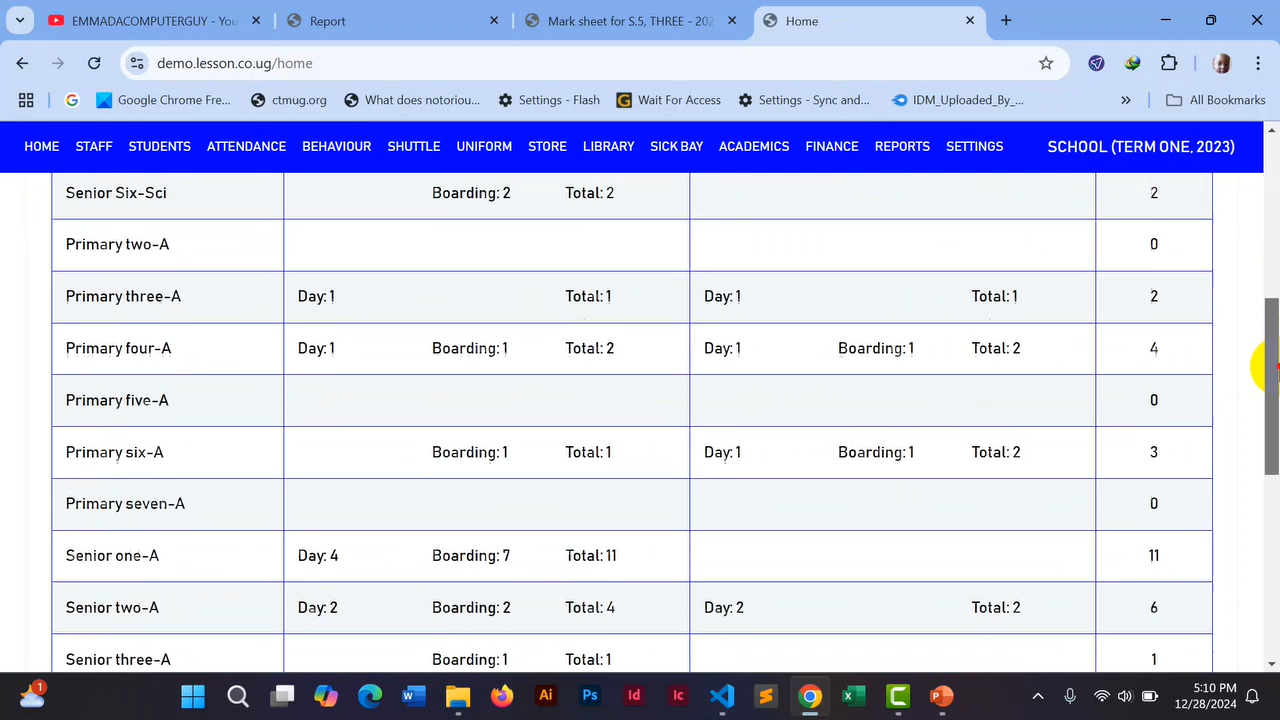 EMMADACOMPUTERGUY - You
Report
Mark sheet for S.5, THREE - 202
Home
demo.lesson.co.ug/home
Google Chrome Fre...
ctmug.org
What does notoriou...
Settings - Flash
Wait For Access
Settings - Sync and...
IDM_Uploaded_By_...
All Bookmarks
HOME STAFF STUDENTS ATTENDANCE BEHAVIOUR SHUTTLE UNIFORM STORE LIBRARY SICK BAY ACADEMICS FINANCE REPORTS SETTINGS SCHOOL (TERM ONE, 2023)
Senior Six-Sci Boarding: 2 Total: 2 2
Primary two-A 0
Primary three-A Day: 1 Total: 1 Day: 1 Total: 1 2
Primary four-A Day: 1 Boarding: 1 Total: 2 Day: 1 Boarding: 1 Total: 2 4
Primary five-A 0
Primary six-A Boarding: 1 Total: 1 Day: 1 Boarding: 1 Total: 2 3
Primary seven-A 0
Senior one-A Day: 4 Boarding: 7 Total: 11 11
Senior two-A Day: 2 Boarding: 2 Total: 4 Day: 2 Total: 2 6
Senior three-A Boarding: 1 Total: 1 1
1
Ai Ps Id Ic
5:10 PM
12/28/2024